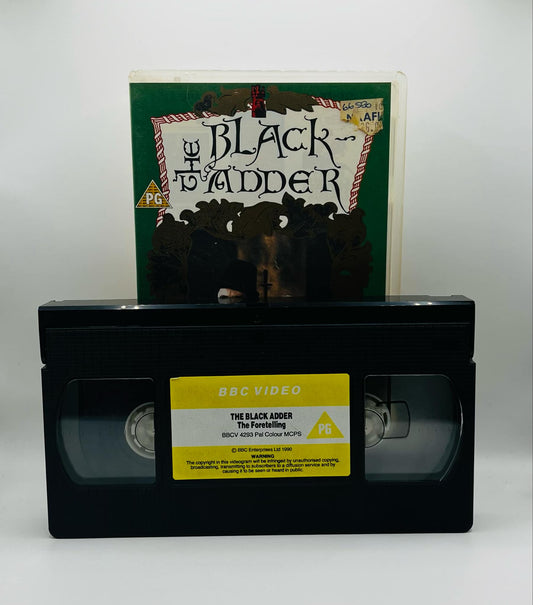 66580
THE BLACK-
ADDER
PG
BBC VIDEO
THE BLACK ADDER
The Foretelling
BBCV 4293 Pal Colour MCPS
PG
© BBC Enterprises Ltd 1990
WARNING
The copyright in this videogram will be infringed by unauthorised copying,
broadcasting, transmitting to subscribers to a diffusion service and by
causing it to be seen or heard in public.